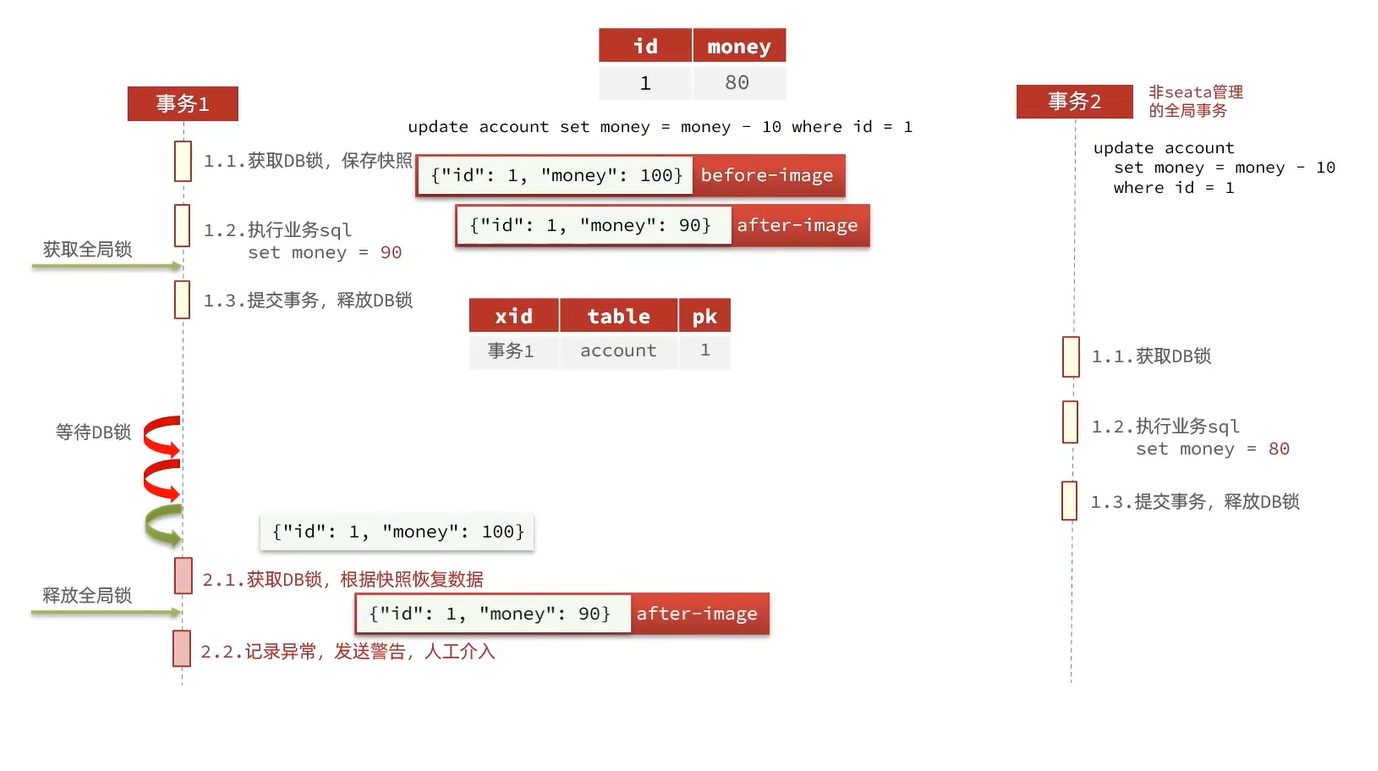 id money
1 80
事务1
事务2
非seata管理
的全局事务
update account set money = money - 10 where id = 1
update account
set money = money - 10
where id = 1
1.1.获取DB锁，保存快照
{"id": 1, "money": 100} before-image
{"id": 1, "money": 90} after-image
1.2.执行业务sql
set money = 90
获取全局锁
1.3.提交事务，释放DB锁
xid table pk
事务1 account 1
1.1.获取DB锁
等待DB锁
1.2.执行业务sql
set money = 80
1.3.提交事务，释放DB锁
{"id": 1, "money": 100}
2.1.获取DB锁，根据快照恢复数据
释放全局锁
{"id": 1, "money": 90} after-image
2.2.记录异常，发送警告，人工介入